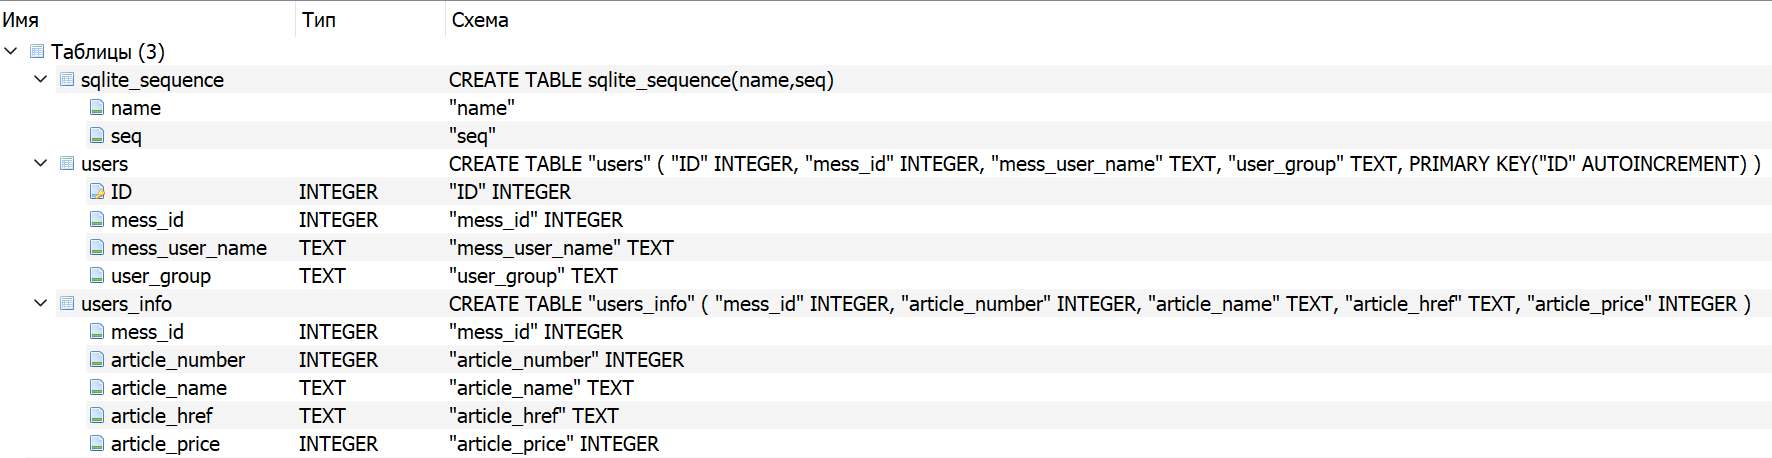 Имя Тип Схема
Таблицы (3)
sqlite_sequence CREATE TABLE sqlite_sequence(name,seq)
name "name"
seq "seq"
users CREATE TABLE "users" ( "ID" INTEGER, "mess_id" INTEGER, "mess_user_name" TEXT, "user_group" TEXT, PRIMARY KEY("ID" AUTOINCREMENT) )
ID INTEGER "ID" INTEGER
mess_id INTEGER "mess_id" INTEGER
mess_user_name TEXT "mess_user_name" TEXT
user_group TEXT "user_group" TEXT
users_info CREATE TABLE "users_info" ( "mess_id" INTEGER, "article_number" INTEGER, "article_name" TEXT, "article_href" TEXT, "article_price" INTEGER )
mess_id INTEGER "mess_id" INTEGER
article_number INTEGER "article_number" INTEGER
article_name TEXT "article_name" TEXT
article_href TEXT "article_href" TEXT
article_price INTEGER "article_price" INTEGER